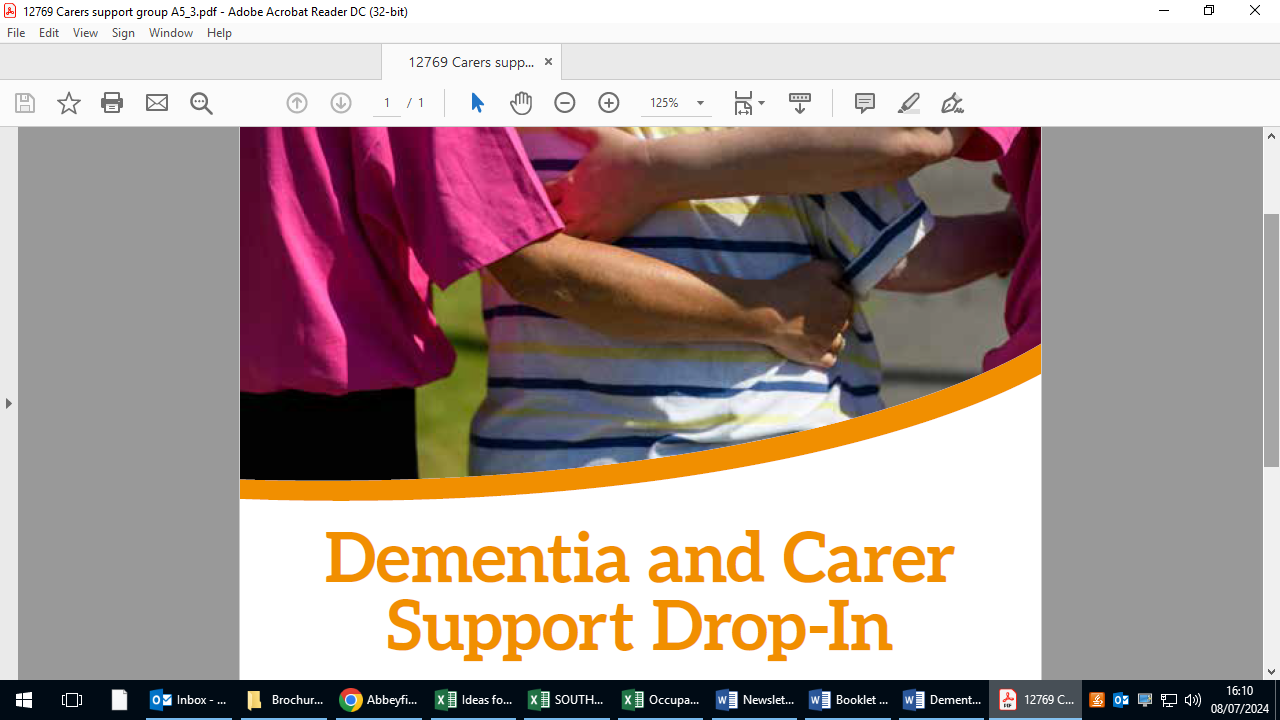 12769 Carers support group A5_3.pdf - Adobe Acrobat Reader DC (32-bit)
File Edit View Sign Window Help
12769 Carers supp...
1 / 1 125%
Dementia and Carer
Support Drop-In
Inbox - ... Brochur... Abbeyfi... Ideas fo... SOUTH... Occupa... Newslet... Booklet ... Dement... 12769 C...
16:10
08/07/2024